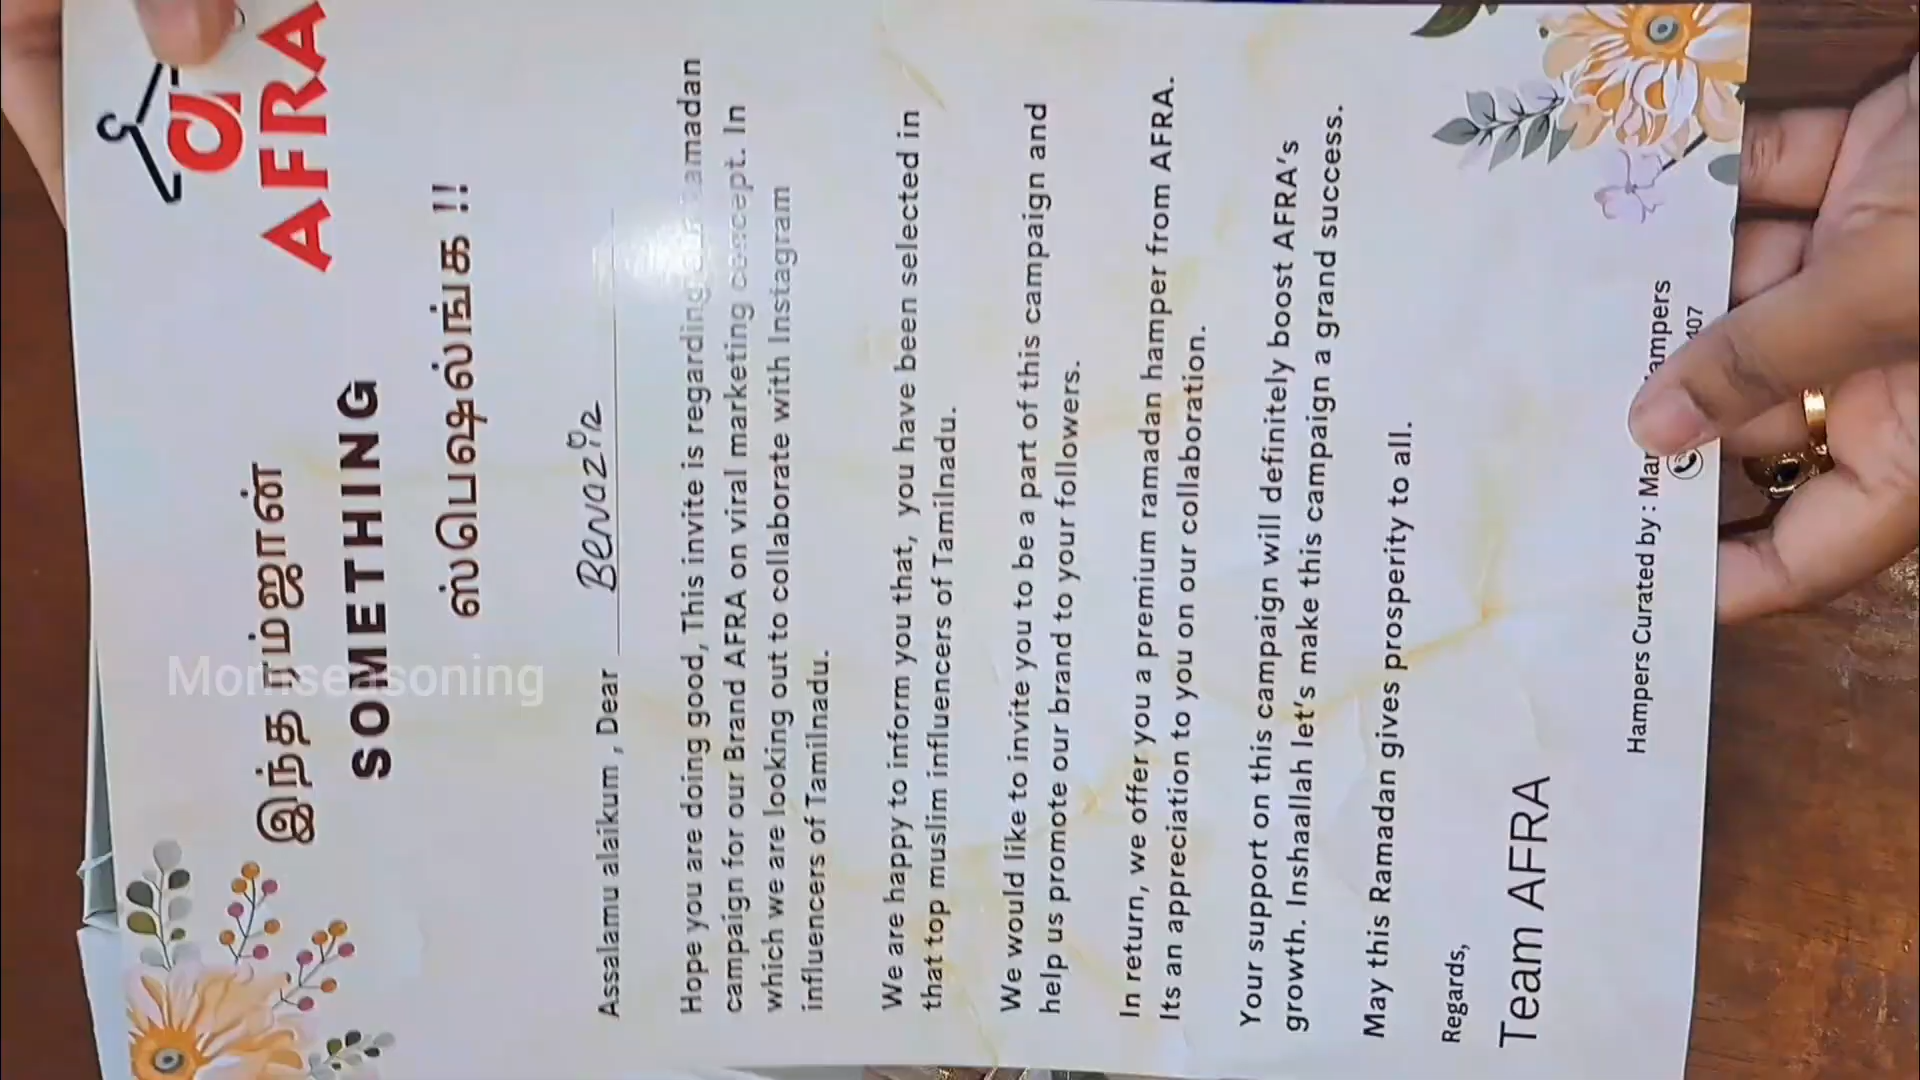 AFRA
இந்த ரம்ஜான்
SOMETHING
ஸ்பெஷல்ங்க !!
Assalamu alaikum , Dear Benazir
Hope you are doing good, This invite is regarding our Ramadan
campaign for our Brand AFRA on viral marketing concept. In
which we are looking out to collaborate with Instagram
influencers of Tamilnadu.
We are happy to inform you that, you have been selected in
that top muslim influencers of Tamilnadu.
We would like to invite you to be a part of this campaign and
help us promote our brand to your followers.
In return, we offer you a premium ramadan hamper from AFRA.
Its an appreciation to you on our collaboration.
Your support on this campaign will definitely boost AFRA's
growth. Inshaallah let's make this campaign a grand success.
May this Ramadan gives prosperity to all.
Regards,
Team AFRA
Hampers Curated by :
407
Momseasoning